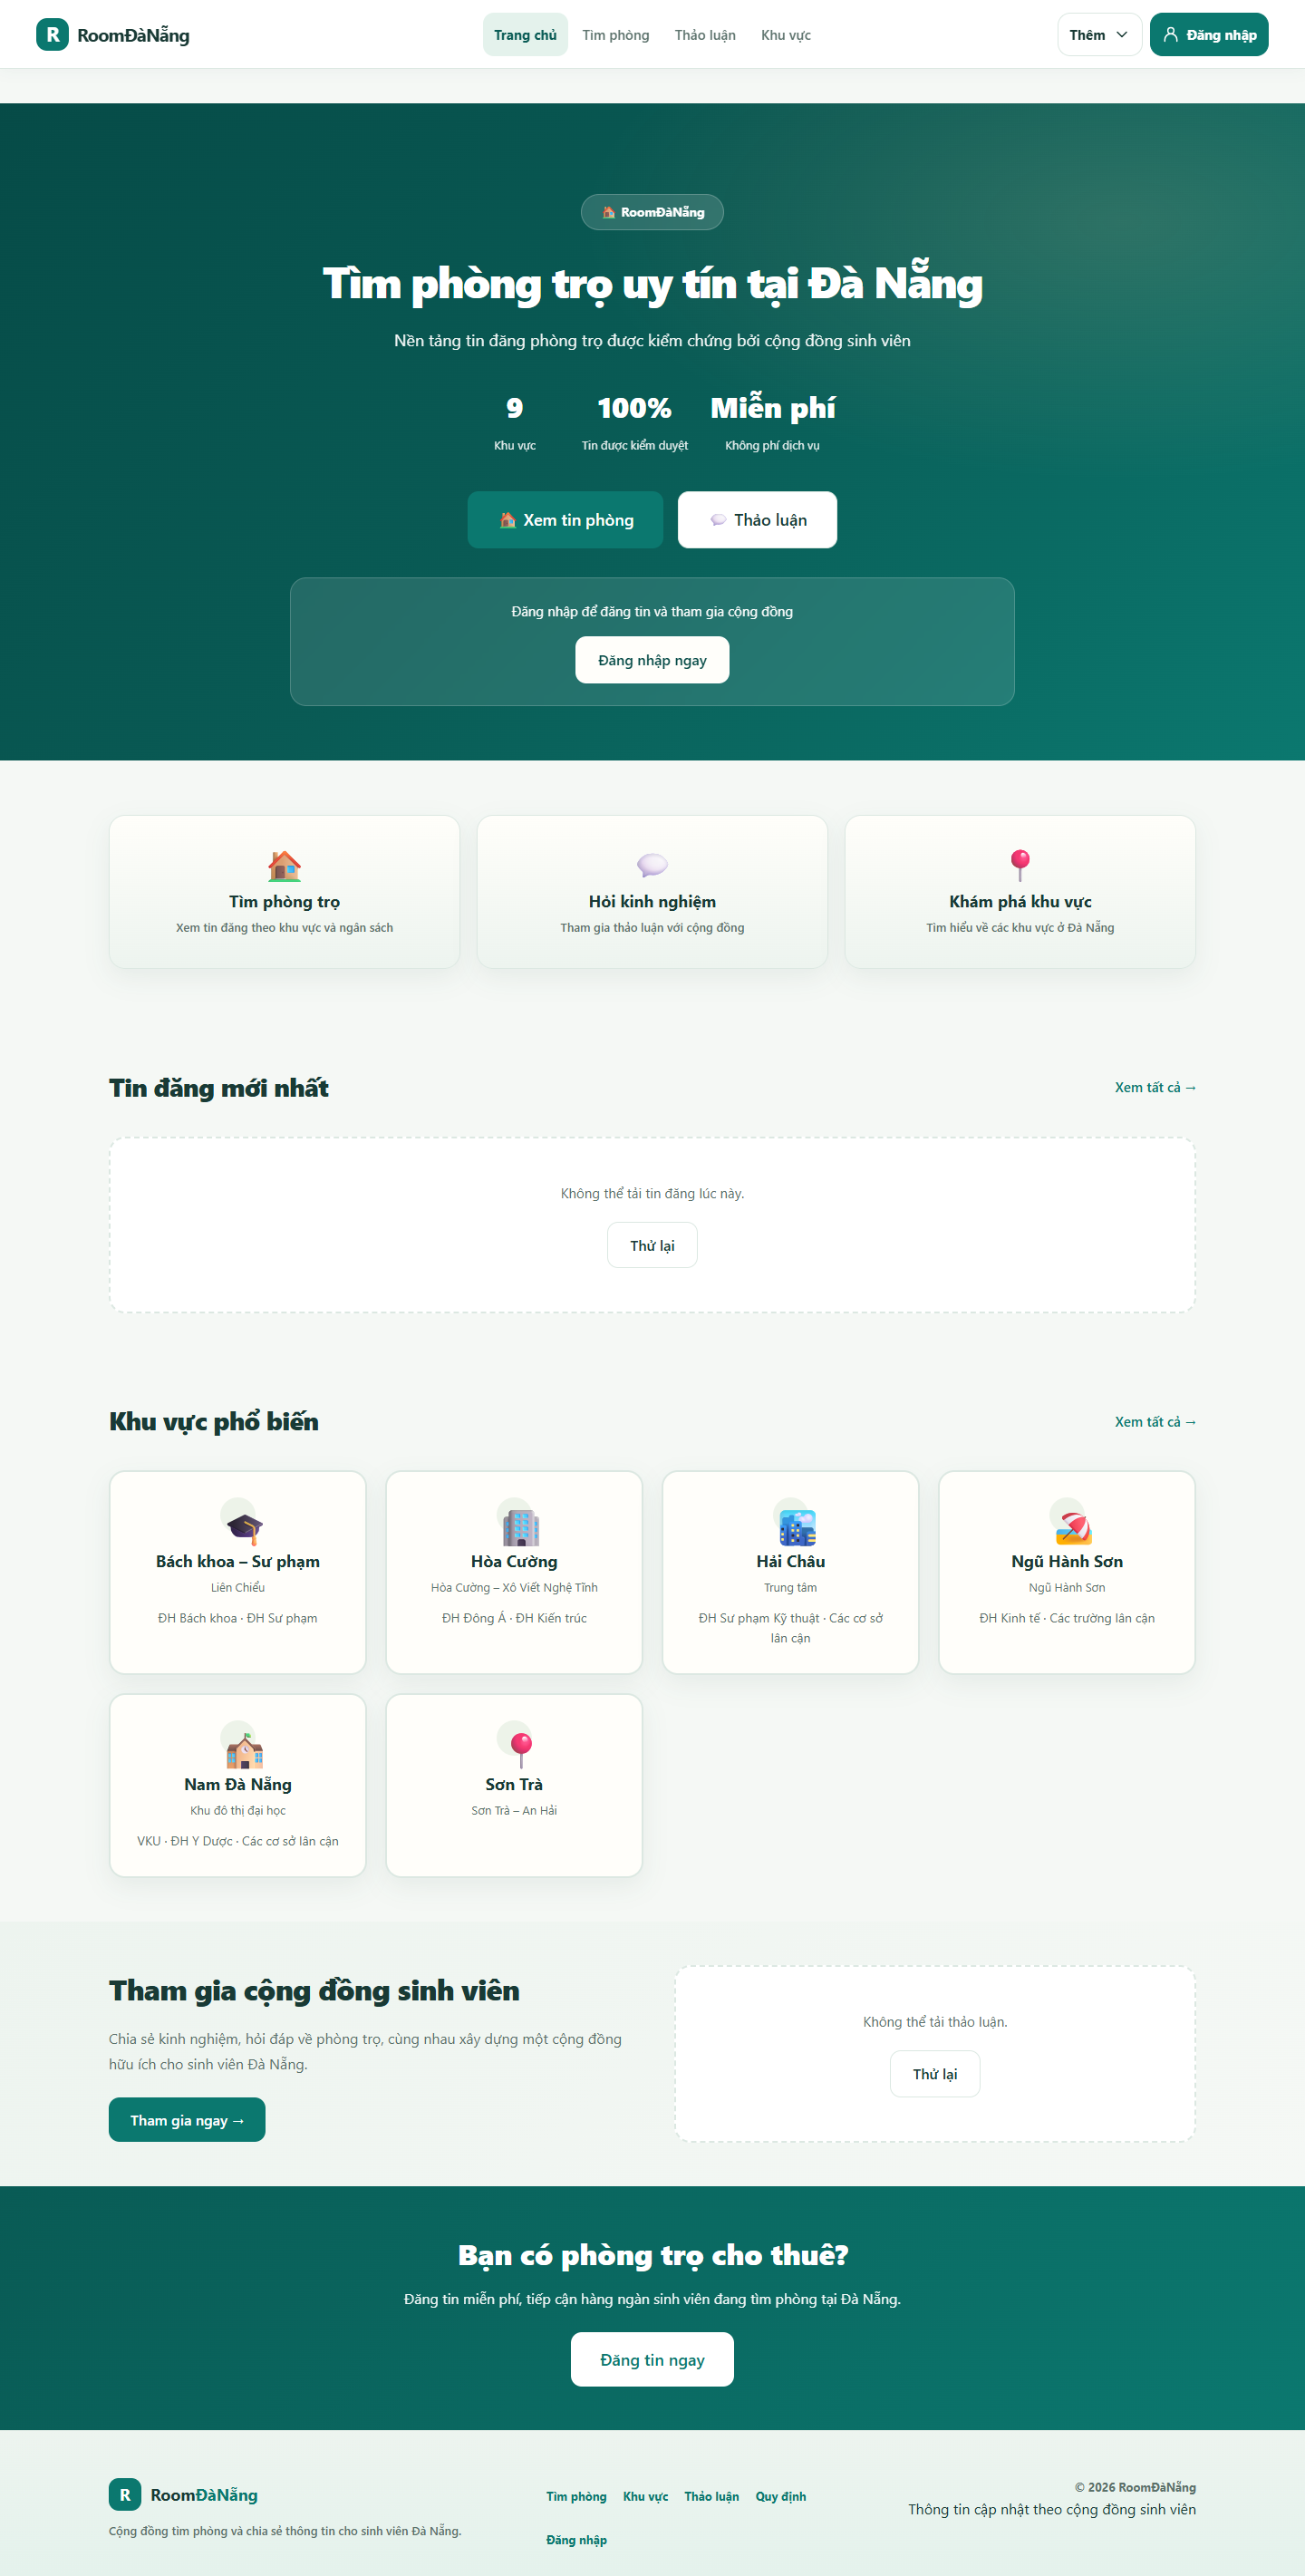 R RoomĐàNẵng
Trang chủ
Tìm phòng
Thảo luận
Khu vực
Thêm
Đăng nhập
RoomĐàNẵng
Tìm phòng trọ uy tín tại Đà Nẵng
Nền tảng tin đăng phòng trọ được kiểm chứng bởi cộng đồng sinh viên
9
Khu vực
100%
Tin được kiểm duyệt
Miễn phí
Không phí dịch vụ
Xem tin phòng
Thảo luận
Đăng nhập để đăng tin và tham gia cộng đồng
Đăng nhập ngay
Tìm phòng trọ
Xem tin đăng theo khu vực và ngân sách
Hỏi kinh nghiệm
Tham gia thảo luận với cộng đồng
Khám phá khu vực
Tìm hiểu về các khu vực ở Đà Nẵng
Tin đăng mới nhất
Xem tất cả →
Không thể tải tin đăng lúc này.
Thử lại
Khu vực phổ biến
Xem tất cả →
Bách khoa – Sư phạm
Liên Chiểu
ĐH Bách khoa · ĐH Sư phạm
Hòa Cường
Hòa Cường – Xô Viết Nghệ Tĩnh
ĐH Đông Á · ĐH Kiến trúc
Hải Châu
Trung tâm
ĐH Sư phạm Kỹ thuật · Các cơ sở
lân cận
Ngũ Hành Sơn
Ngũ Hành Sơn
ĐH Kinh tế · Các trường lân cận
Nam Đà Nẵng
Khu đô thị đại học
VKU · ĐH Y Dược · Các cơ sở lân cận
Sơn Trà
Sơn Trà – An Hải
Tham gia cộng đồng sinh viên
Chia sẻ kinh nghiệm, hỏi đáp về phòng trọ, cùng nhau xây dựng một cộng đồng
hữu ích cho sinh viên Đà Nẵng.
Tham gia ngay →
Không thể tải thảo luận.
Thử lại
Bạn có phòng trọ cho thuê?
Đăng tin miễn phí, tiếp cận hàng ngàn sinh viên đang tìm phòng tại Đà Nẵng.
Đăng tin ngay
R RoomĐàNẵng
Cộng đồng tìm phòng và chia sẻ thông tin cho sinh viên Đà Nẵng.
Tìm phòng
Khu vực
Thảo luận
Quy định
Đăng nhập
© 2026 RoomĐàNẵng
Thông tin cập nhật theo cộng đồng sinh viên